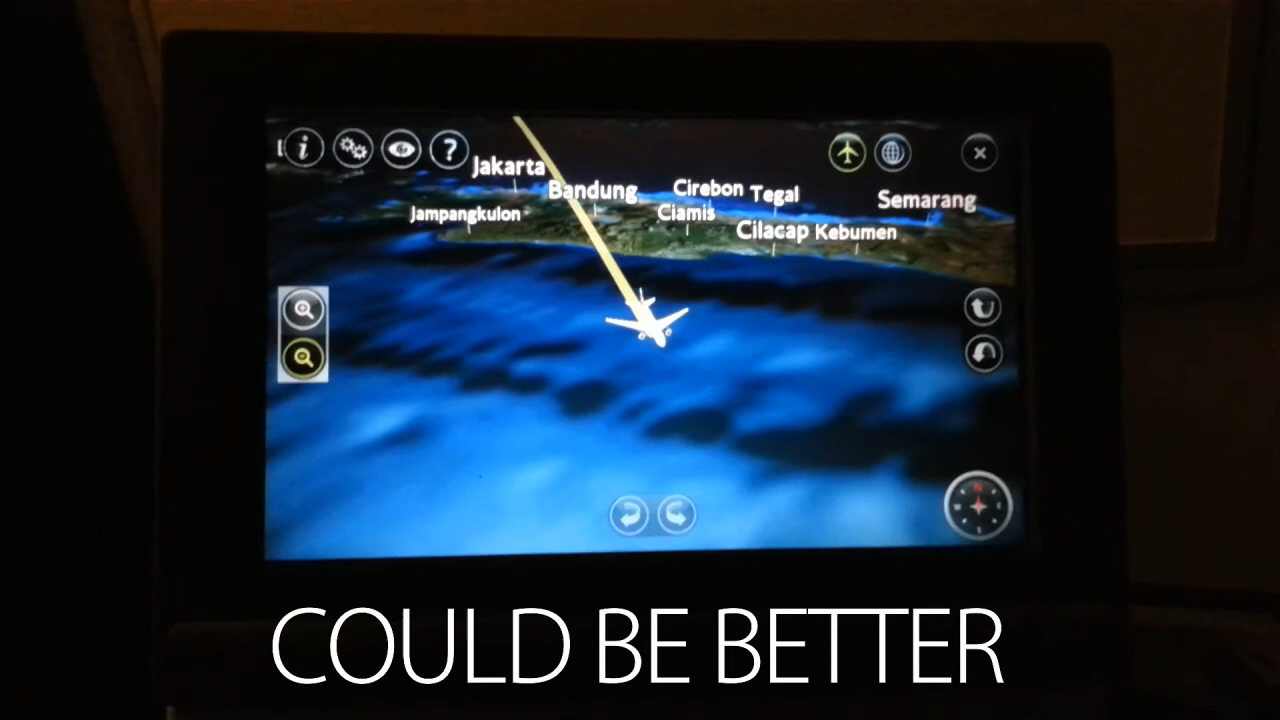 i
?
Jakarta
Bandung
Cirebon
Tegal
Semarang
Jampangkulon
Ciamis
Cilacap
Kebumen
N
COULD BE BETTER